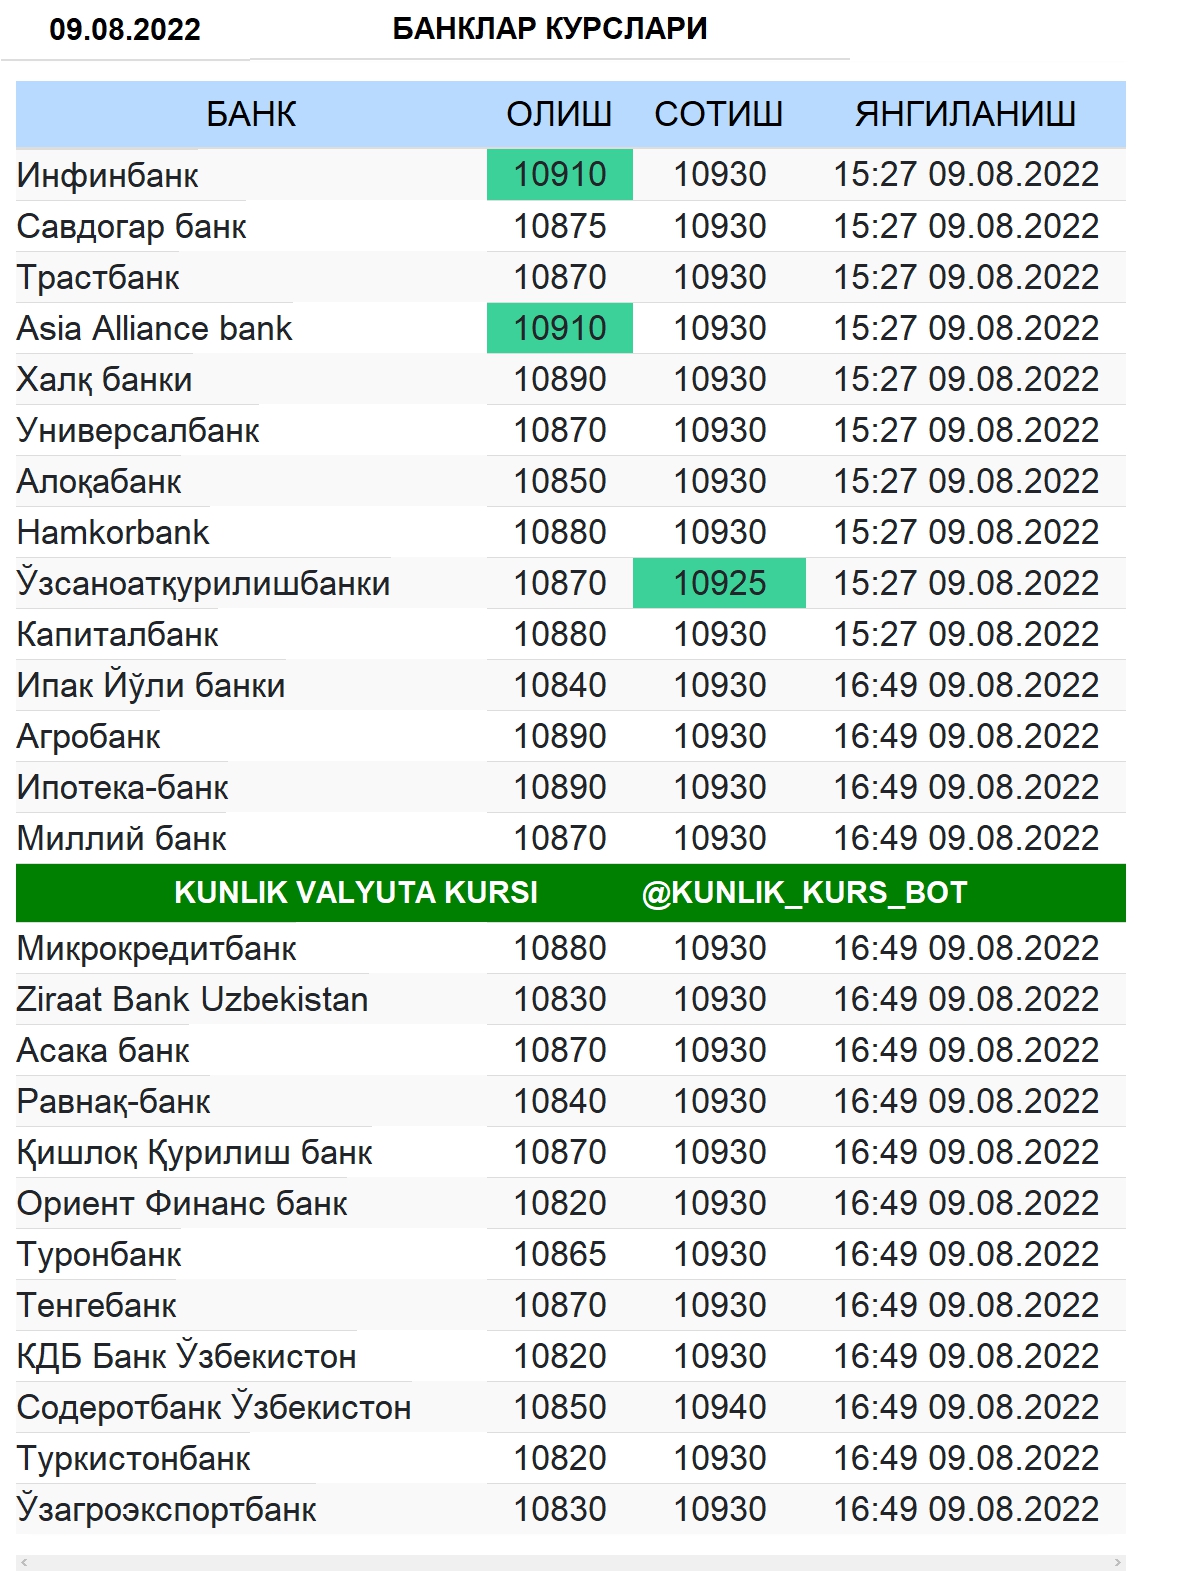 09.08.2022 БАНКЛАР КУРСЛАРИ
БАНК ОЛИШ СОТИШ ЯНГИЛАНИШ
Инфинбанк 10910 10930 15:27 09.08.2022
Савдогар банк 10875 10930 15:27 09.08.2022
Трастбанк 10870 10930 15:27 09.08.2022
Asia Alliance bank 10910 10930 15:27 09.08.2022
Халқ банки 10890 10930 15:27 09.08.2022
Универсалбанк 10870 10930 15:27 09.08.2022
Алоқабанк 10850 10930 15:27 09.08.2022
Hamkorbank 10880 10930 15:27 09.08.2022
Ўзсаноатқурилишбанки 10870 10925 15:27 09.08.2022
Капиталбанк 10880 10930 15:27 09.08.2022
Ипак Йўли банки 10840 10930 16:49 09.08.2022
Агробанк 10890 10930 16:49 09.08.2022
Ипотека-банк 10890 10930 16:49 09.08.2022
Миллий банк 10870 10930 16:49 09.08.2022
KUNLIK VALYUTA KURSI @KUNLIK_KURS_BOT
Микрокредитбанк 10880 10930 16:49 09.08.2022
Ziraat Bank Uzbekistan 10830 10930 16:49 09.08.2022
Асака банк 10870 10930 16:49 09.08.2022
Равнақ-банк 10840 10930 16:49 09.08.2022
Қишлоқ Қурилиш банк 10870 10930 16:49 09.08.2022
Ориент Финанс банк 10820 10930 16:49 09.08.2022
Туронбанк 10865 10930 16:49 09.08.2022
Тенгебанк 10870 10930 16:49 09.08.2022
КДБ Банк Ўзбекистон 10820 10930 16:49 09.08.2022
Содеротбанк Ўзбекистон 10850 10940 16:49 09.08.2022
Туркистонбанк 10820 10930 16:49 09.08.2022
Ўзагроэкспортбанк 10830 10930 16:49 09.08.2022